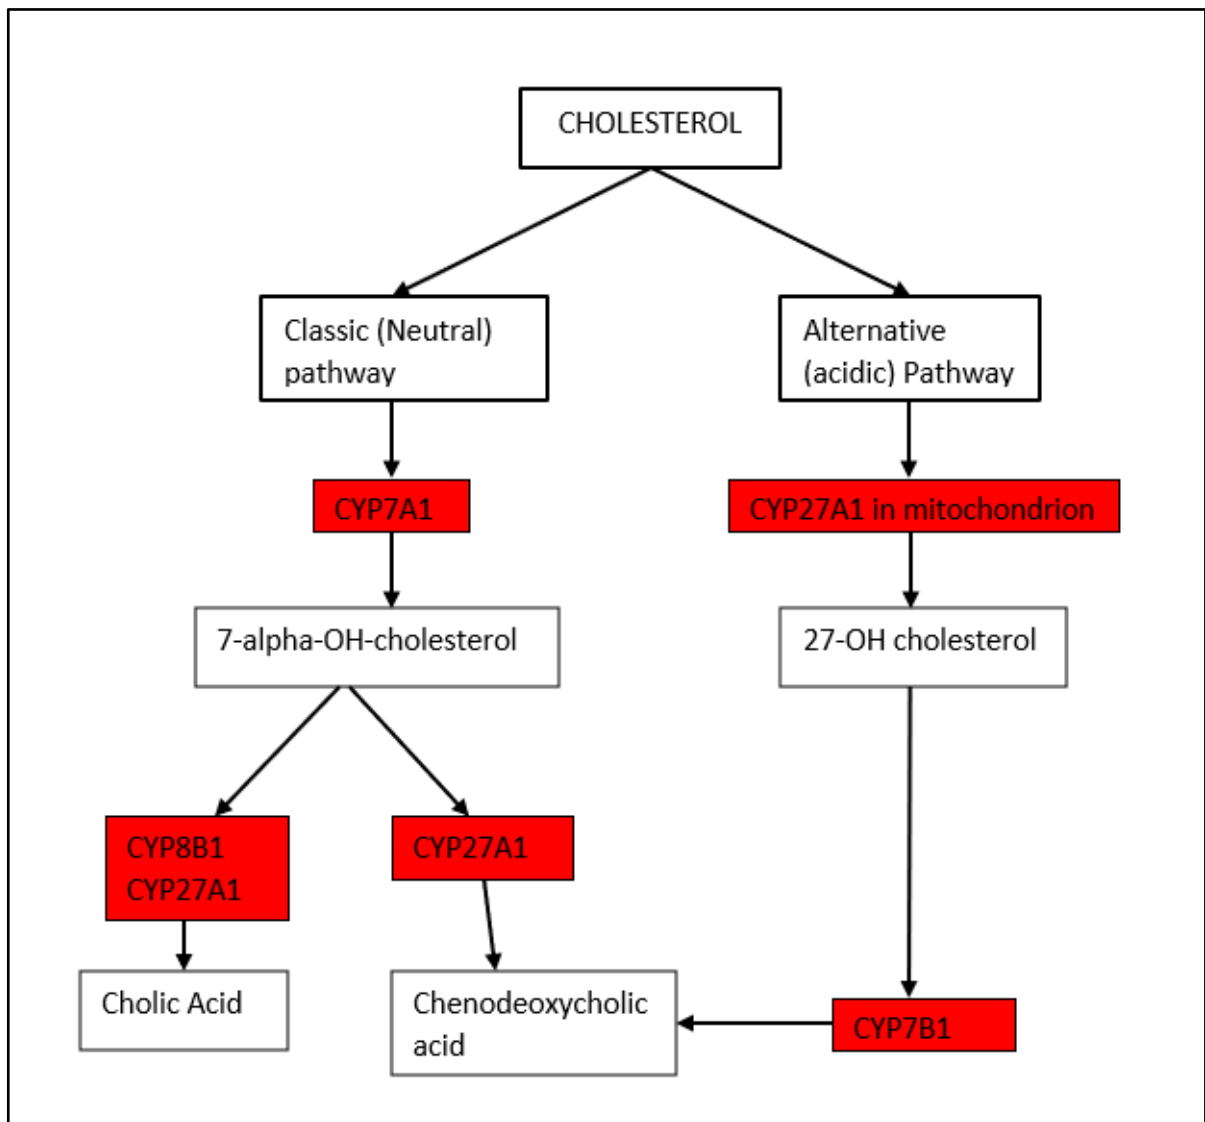 CHOLESTEROL
Classic (Neutral)
pathway
Alternative
(acidic) Pathway
CYP7A1
CYP27A1 in mitochondrion
7-alpha-OH-cholesterol
27-OH cholesterol
CYP8B1
CYP27A1
CYP27A1
Cholic Acid
Chenodeoxycholic
acid
CYP7B1